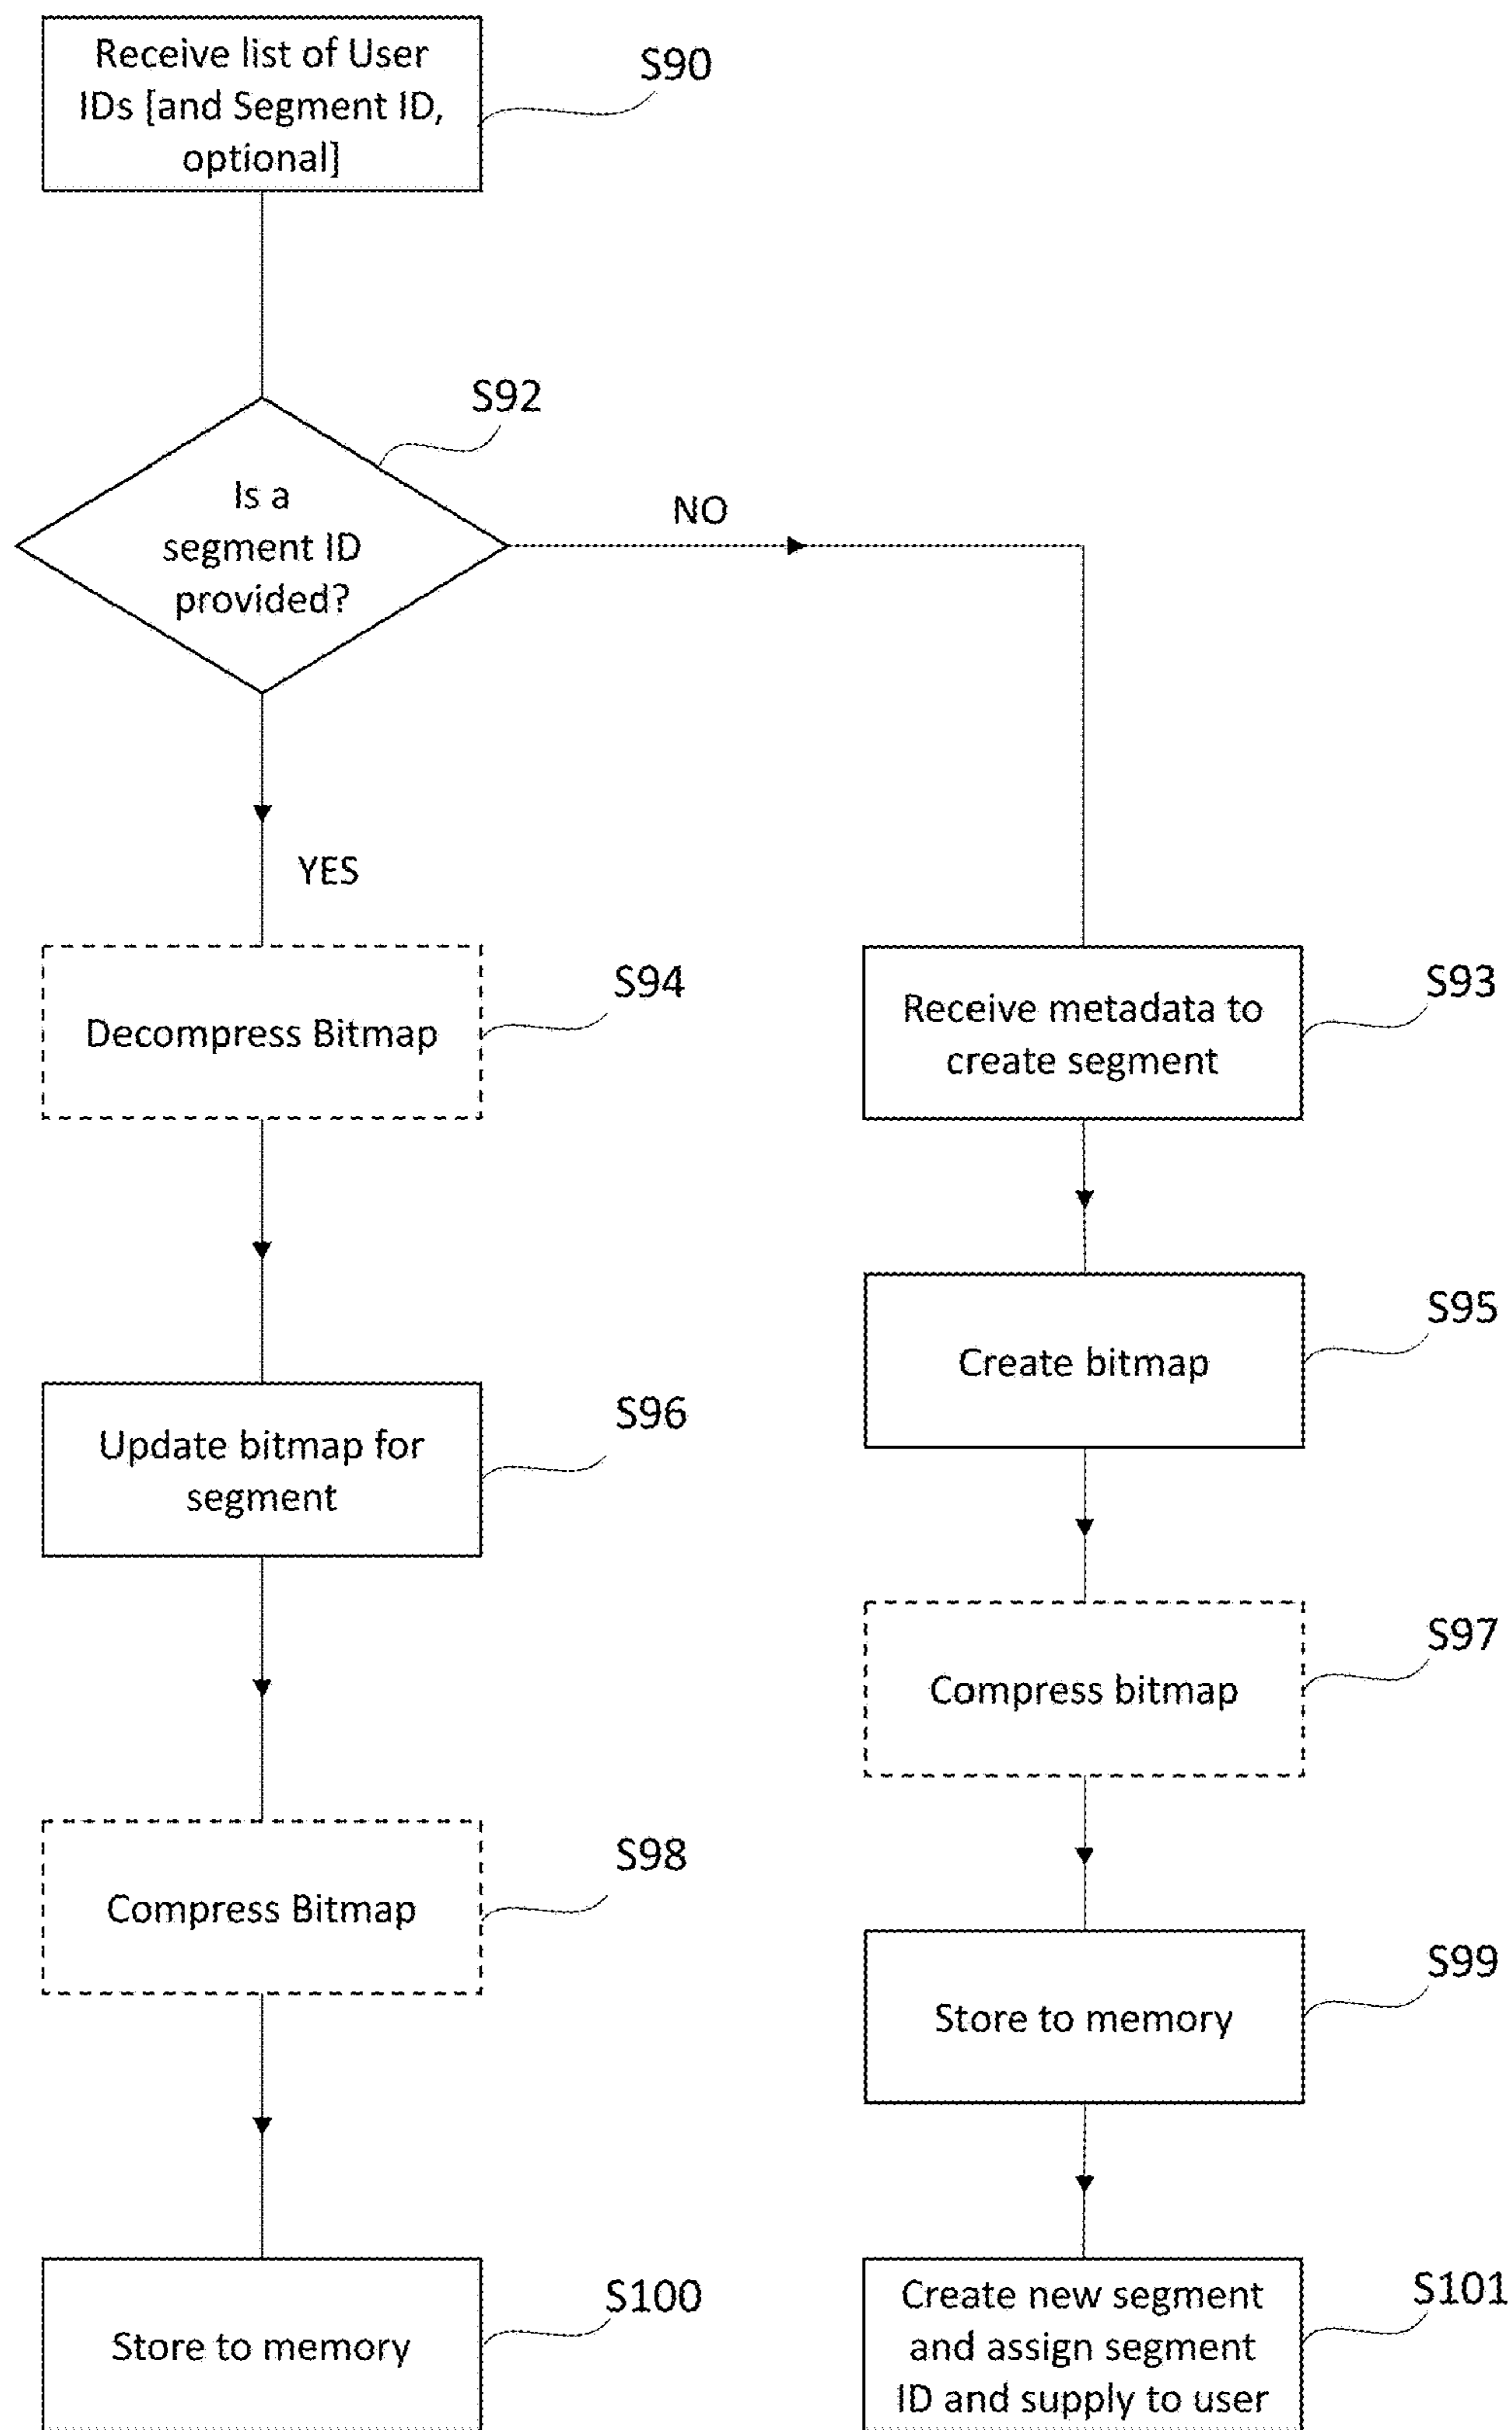 Receive list of User
IDs [and Segment ID,
optional]
S90
S92
Is a
segment ID
provided?
NO
YES
Decompress Bitmap
S94
Receive metadata to
create segment
S93
Create bitmap
S95
Update bitmap for
segment
S96
Compress bitmap
S97
Compress Bitmap
S98
Store to memory
S99
Store to memory
S100
Create new segment
and assign segment
ID and supply to user
S101